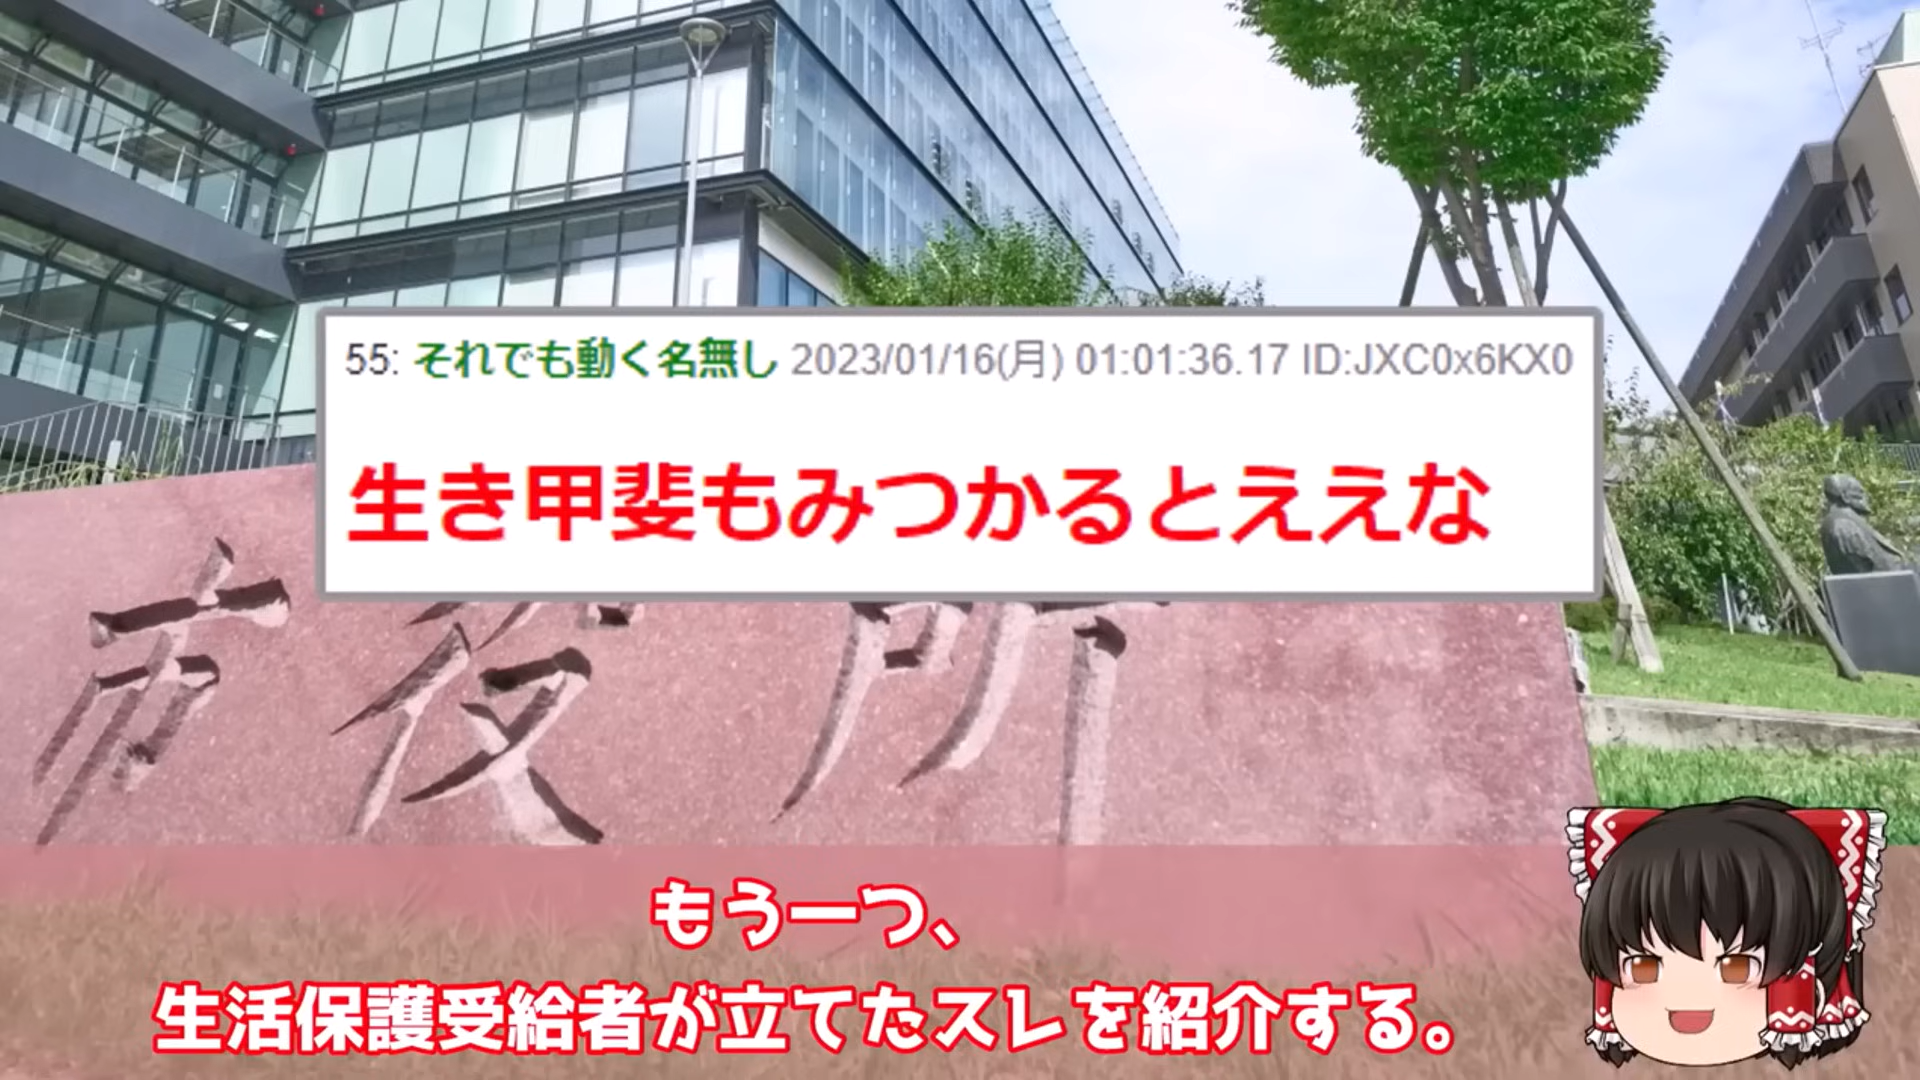 55: それでも動く名無し 2023/01/16(月) 01:01:36.17 ID:JXC0x6KX0
生き甲斐もみつかるとええな
市役所
もう一つ、
生活保護受給者が立てたスレを紹介する。